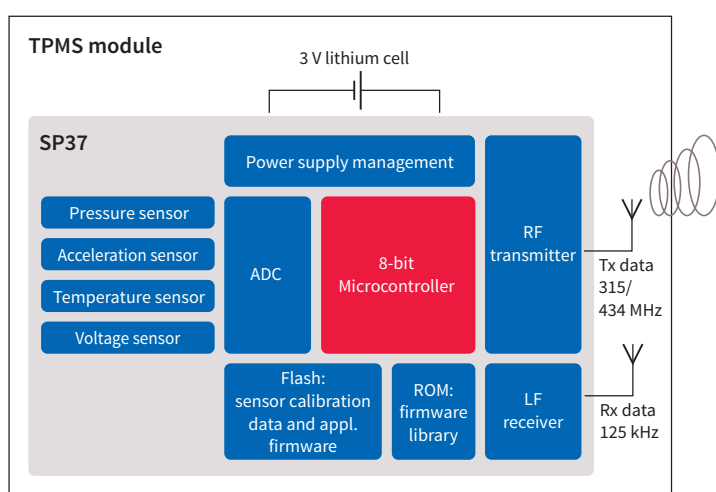 TPMS module
3 V lithium cell
SP37
Power supply management
Pressure sensor
Acceleration sensor
Temperature sensor
Voltage sensor
ADC
8-bit
Microcontroller
RF
transmitter
Tx data
315/
434 MHz
Flash:
sensor calibration
data and appl.
firmware
ROM:
firmware
library
LF
receiver
Rx data
125 kHz